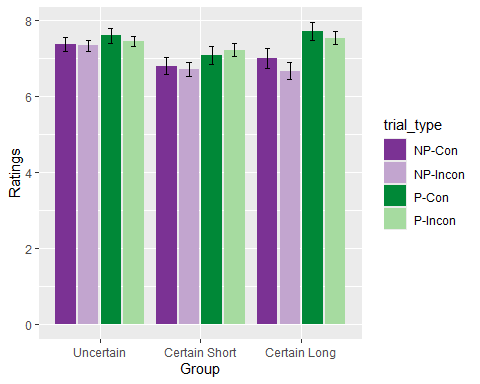 8
6
4
2
0
Ratings
Uncertain
Certain Short
Certain Long
Group
trial_type
NP-Con
NP-Incon
P-Con
P-Incon